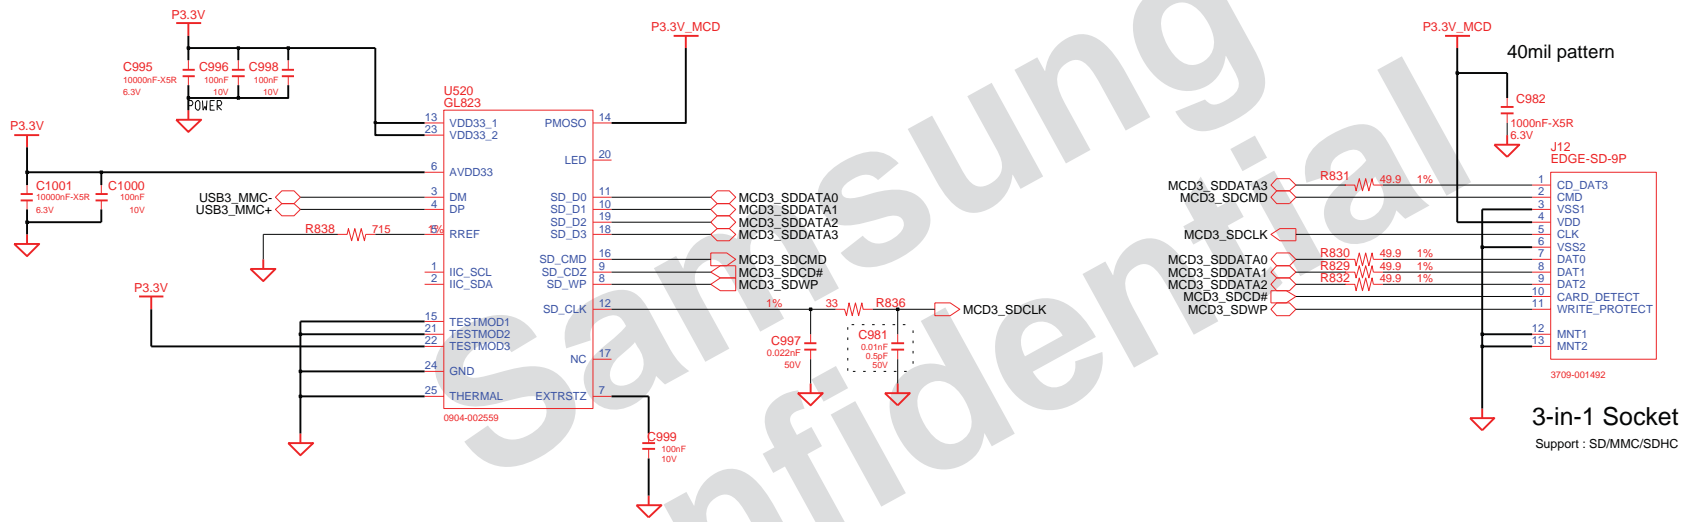 P3.3V
C995
10000nF-X5R
6.3V
C996
100nF
10V
C998
100nF
10V
POWER
P3.3V
C1001
10000nF-X5R
6.3V
C1000
100nF
10V
USB3_MMC-
USB3_MMC+
R838
715
1%
P3.3V
U520
GL823
13
VDD33_1
23
VDD33_2
6
AVDD33
3
DM
4
DP
5
RREF
1
IIC_SCL
2
IIC_SDA
15
TESTMOD1
21
TESTMOD2
22
TESTMOD3
24
GND
25
THERMAL
0904-002559
PMOSO
14
LED
20
SD_D0
11
SD_D1
10
SD_D2
19
SD_D3
18
SD_CMD
16
SD_CDZ
9
SD_WP
8
SD_CLK
12
NC
17
EXTRSTZ
7
P3.3V_MCD
MCD3_SDDATA0
MCD3_SDDATA1
MCD3_SDDATA2
MCD3_SDDATA3
MCD3_SDCMD
MCD3_SDCD#
MCD3_SDWP
1%
33
R836
MCD3_SDCLK
C997
0.022nF
50V
C981
0.01nF
0.5pF
50V
C999
100nF
10V
Samsung
Confidential
P3.3V_MCD
40mil pattern
C982
1000nF-X5R
6.3V
J12
EDGE-SD-9P
MCD3_SDDATA3
R831
49.9
1%
MCD3_SDCMD
MCD3_SDCLK
MCD3_SDDATA0
R830
49.9
1%
MCD3_SDDATA1
R829
49.9
1%
MCD3_SDDATA2
R832
49.9
1%
MCD3_SDCD#
MCD3_SDWP
1
CD_DAT3
2
CMD
3
VSS1
4
VDD
5
CLK
6
VSS2
7
DAT0
8
DAT1
9
DAT2
10
CARD_DETECT
11
WRITE_PROTECT
12
MNT1
13
MNT2
3709-001492
3-in-1 Socket
Support : SD/MMC/SDHC